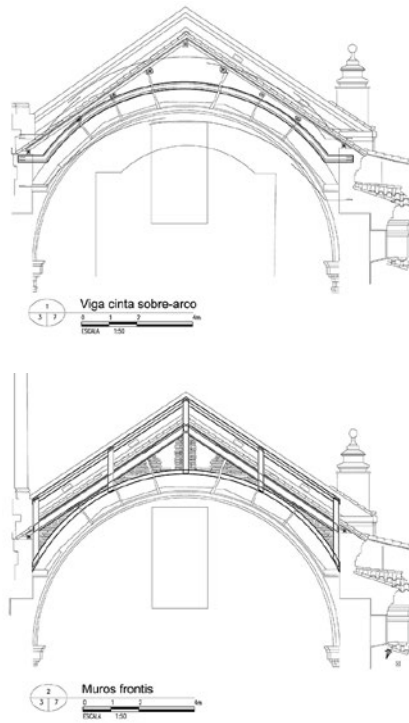 1
3 7
Viga cinta sobre-arco
0 1 2 4m
ESCALA 1:50
2
3 7
Muros frontis
0 1 2 4m
ESCALA 1:50